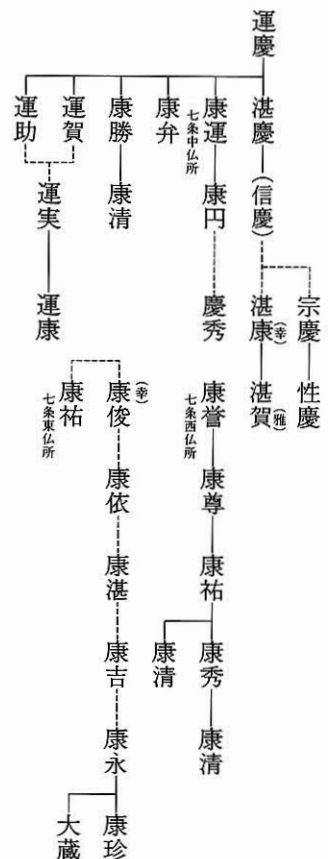 運慶
湛慶
(信慶)
宗慶
性慶
湛康(幸)
湛賀(雅)
康運
七条中仏所
康円
慶秀
康弁
康勝
康清
運賀
運助
運実
運康
康誉
七条西仏所
康尊
康祐
康秀
康清
康清
康俊(幸)
康祐
七条東仏所
康依
康湛
康吉
康永
康珍
大蔵